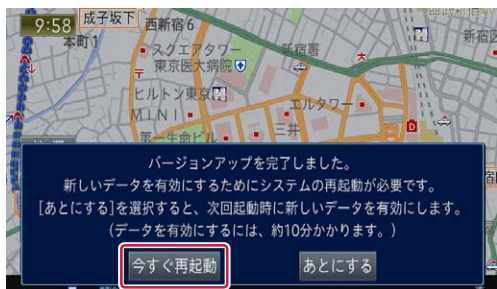 9:58
成子坂下
西新宿6
本町1
スクエアタワー
新宿署
新宿区
東京医大病院
ヒルトン東京
MINI
エルタワー
三井
第一生命ビル
バージョンアップを完了しました。
新しいデータを有効にするためにシステムの再起動が必要です。
[あとにする]を選択すると、次回起動時に新しいデータを有効にします。
(データを有効にするには、約10分かかります。)
今すぐ再起動
あとにする